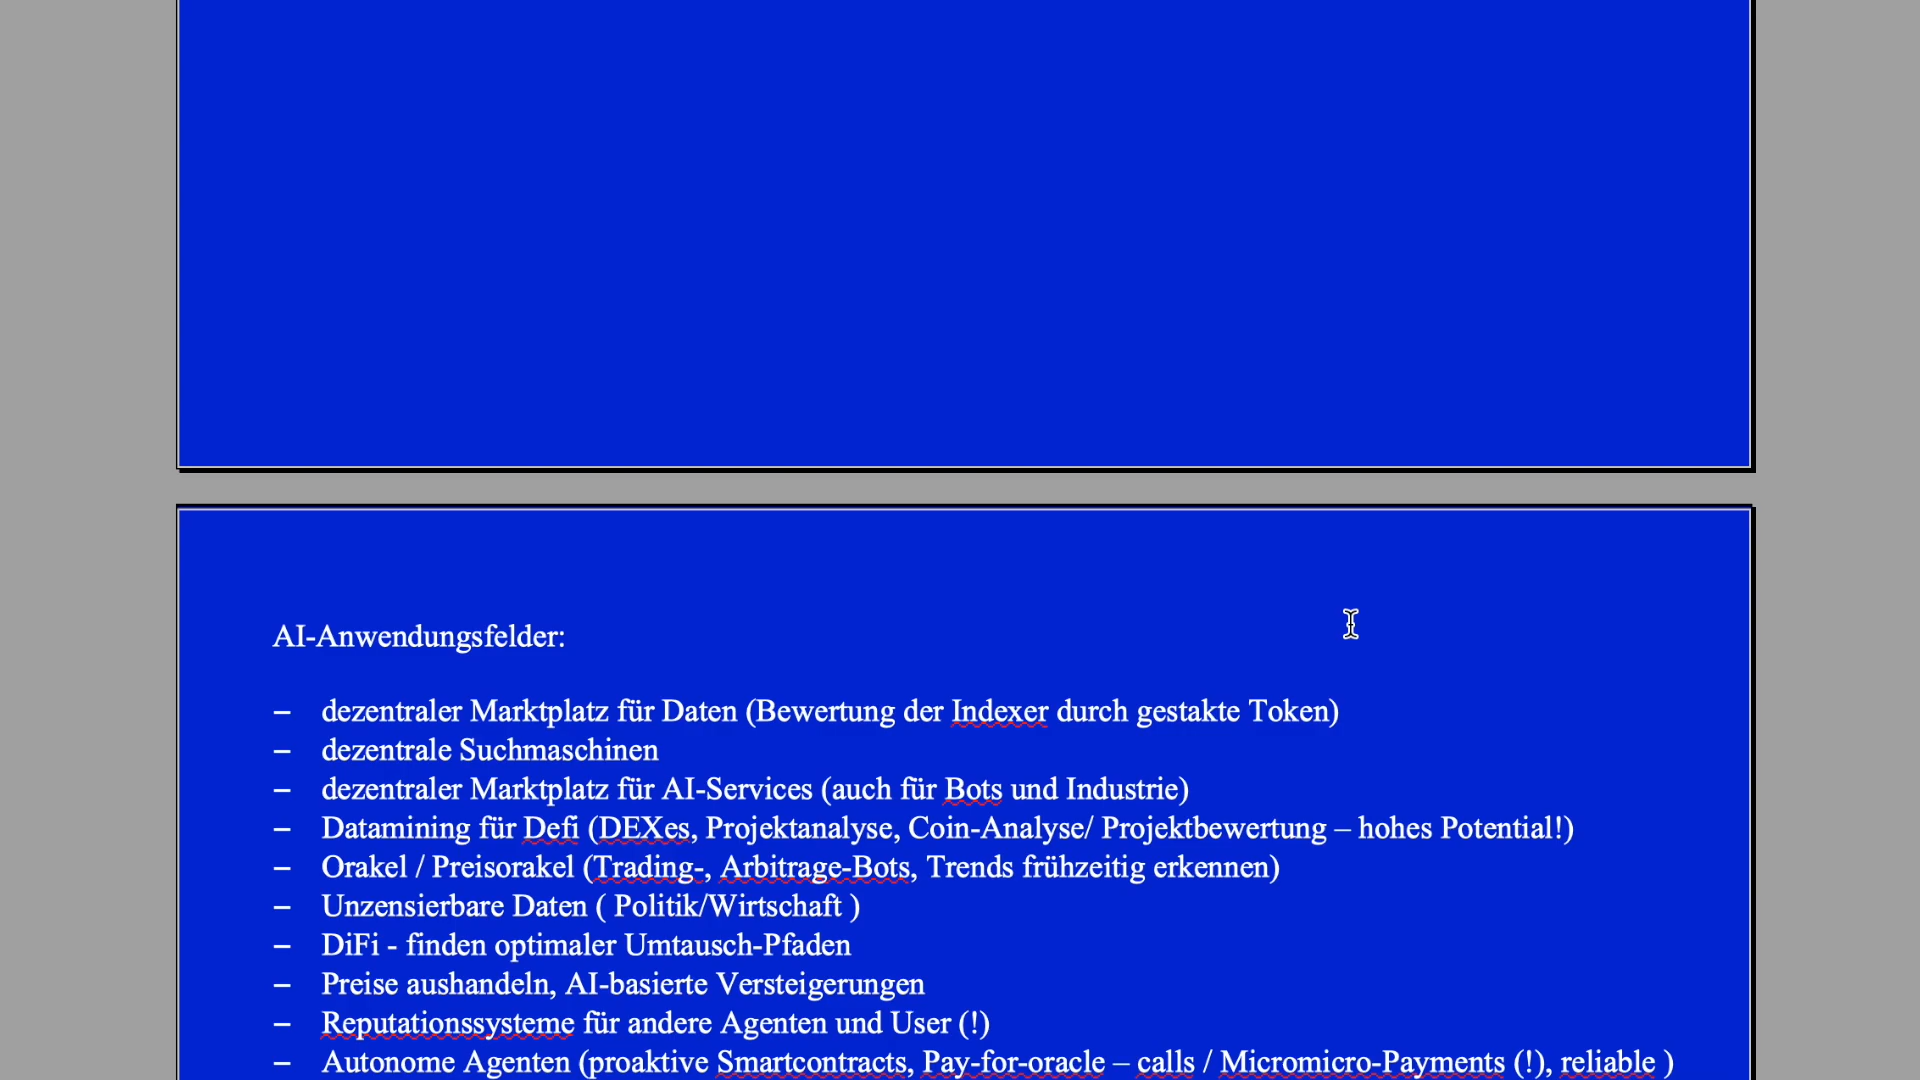 AI-Anwendungsfelder:
– dezentraler Marktplatz für Daten (Bewertung der Indexer durch gestakte Token)
– dezentrale Suchmaschinen
– dezentraler Marktplatz für AI-Services (auch für Bots und Industrie)
– Datamining für Defi (DEXes, Projektanalyse, Coin-Analyse/ Projektbewertung – hohes Potential!)
– Orakel / Preisorakel (Trading-, Arbitrage-Bots, Trends frühzeitig erkennen)
– Unzensierbare Daten ( Politik/Wirtschaft )
– DiFi - finden optimaler Umtausch-Pfaden
– Preise aushandeln, AI-basierte Versteigerungen
– Reputationssysteme für andere Agenten und User (!)
– Autonome Agenten (proaktive Smartcontracts, Pay-for-oracle – calls / Micromicro-Payments (!), reliable )